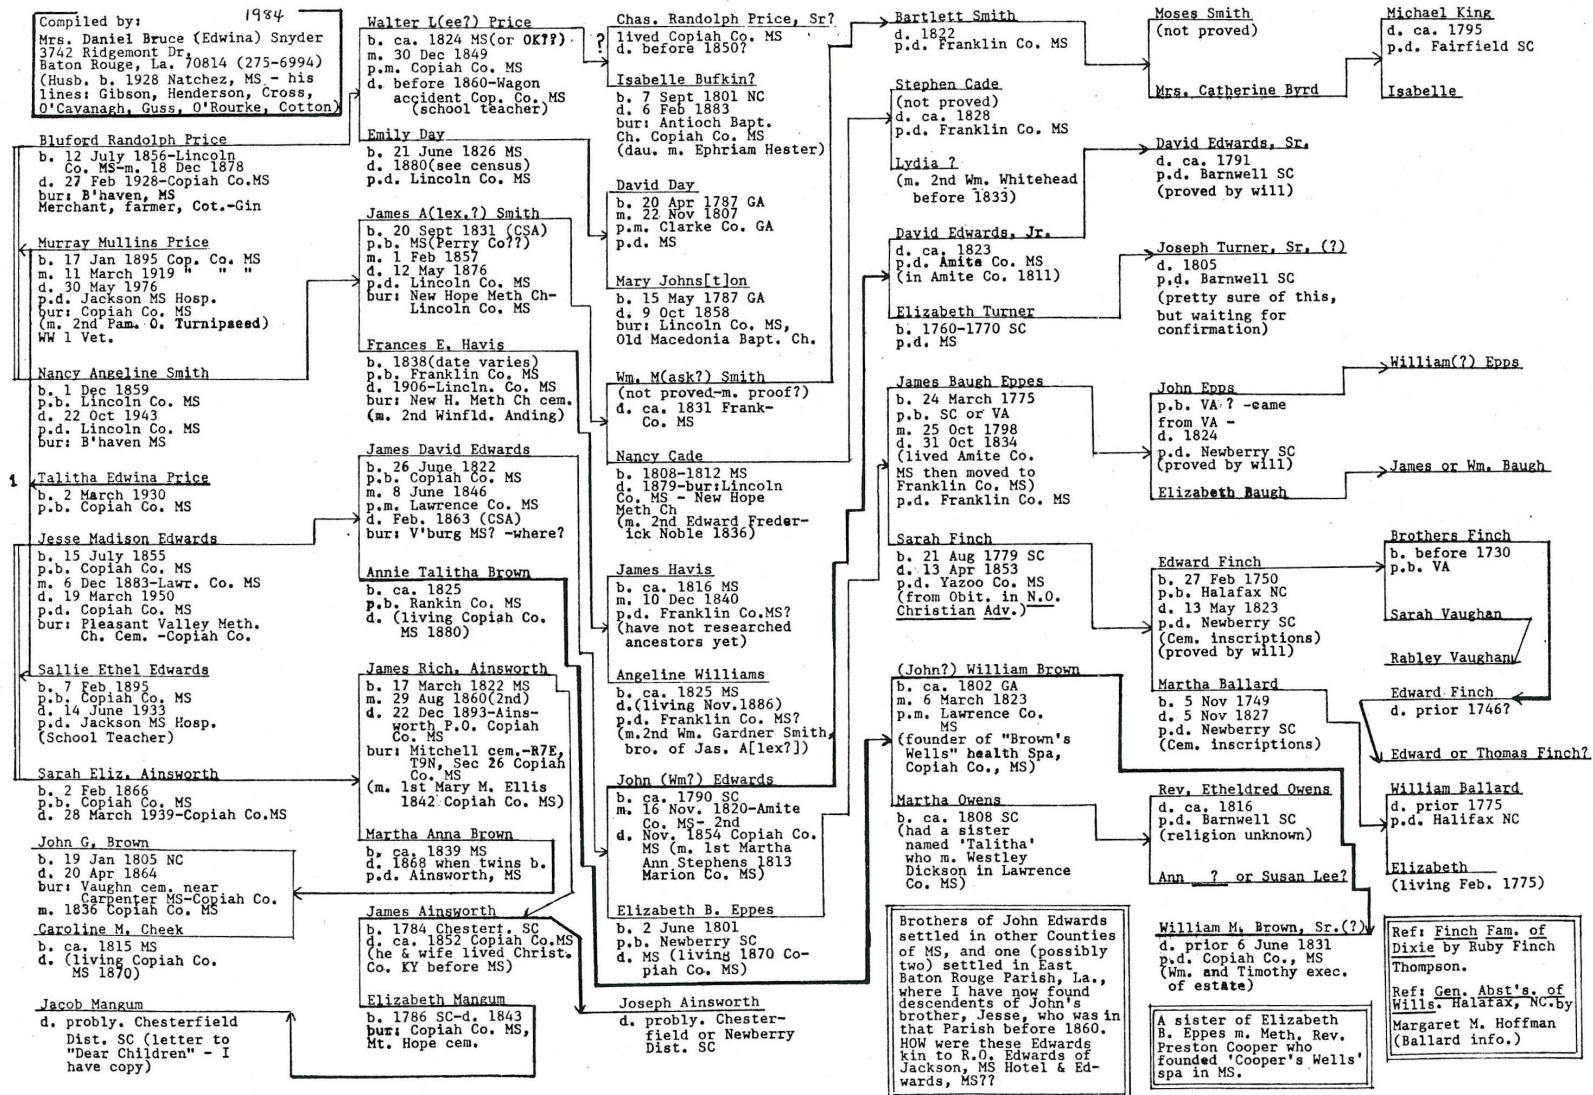 1984
Compiled by:
Mrs. Daniel Bruce (Edwina) Snyder
3742 Ridgemont Dr,
Baton Rouge, La. 70814 (275-6994)
(Husb. b. 1928 Natchez, MS - his
lines: Gibson, Henderson, Cross,
O'Cavanagh, Guss, O'Rourke, Cotton)
Bluford Randolph Price
b. 12 July 1856-Lincoln
Co. MS-m. 18 Dec 1878
d. 27 Feb 1928-Copiah Co.MS
bur: B'haven, MS
Merchant, farmer, Cot.-Gin
Murray Mullins Price
b. 17 Jan 1895 Cop. Co. MS
m. 11 March 1919 " " "
d. 30 May 1976
p.d. Jackson MS Hosp.
bur: Copiah Co. MS
(m. 2nd Pam. O. Turnipseed)
WW 1 Vet.
Nancy Angeline Smith
b. 1 Dec 1859
p.b. Lincoln Co. MS
d. 22 Oct 1943
p.d. Lincoln Co. MS
bur: B'haven MS
1 Talitha Edwina Price
b. 2 March 1930
p.b. Copiah Co. MS
Jesse Madison Edwards
b. 15 July 1855
p.b. Copiah Co. MS
m. 6 Dec 1883-Lawr. Co. MS
d. 19 March 1950
p.d. Copiah Co. MS
bur: Pleasant Valley Meth.
Ch. Cem. -Copiah Co.
Sallie Ethel Edwards
b. 7 Feb 1895
p.b. Copiah Co. MS
d. 14 June 1933
p.d. Jackson MS Hosp.
(School Teacher)
Sarah Eliz. Ainsworth
b. 2 Feb 1866
p.b. Copiah Co. MS
d. 28 March 1939-Copiah Co.MS
John G. Brown
b. 19 Jan 1805 NC
d. 20 Apr 1864
bur: Vaughn cem. near
Carpenter MS-Copiah Co.
m. 1836 Copiah Co. MS
Caroline M. Cheek
b. ca. 1815 MS
d. (living Copiah Co.
MS 1870)
Jacob Mangum
d. probly. Chesterfield
Dist. SC (letter to
"Dear Children" - I
have copy)
Walter L(ee?) Price
b. ca. 1824 MS(or OK??)
m. 30 Dec 1849
p.m. Copiah Co. MS
d. before 1860-Wagon
accident Cop. Co. MS
(school teacher)
Emily Day
b. 21 June 1826 MS
d. 1880(see census)
p.d. Lincoln Co. MS
James A(lex.?) Smith
b. 20 Sept 1831 (CSA)
p.b. MS(Perry Co??)
m. 1 Feb 1857
d. 12 May 1876
p.d. Lincoln Co. MS
bur: New Hope Meth Ch-
Lincoln Co. MS
Frances E. Havis
b. 1838(date varies)
p.b. Franklin Co. MS
d. 1906-Lincln. Co. MS
bur: New H. Meth Ch cem.
(m. 2nd Winfld. Anding)
James David Edwards
b. 26 June 1822
p.b. Copiah Co. MS
m. 8 June 1846
p.m. Lawrence Co. MS
d. Feb. 1863 (CSA)
bur: V'burg MS? -where?
Annie Talitha Brown
b. ca. 1825
p.b. Rankin Co. MS
d. (living Copiah Co.
MS 1880)
James Rich. Ainsworth
b. 17 March 1822 MS
m. 29 Aug 1860(2nd)
d. 22 Dec 1893-Ains-
worth P.O. Copiah
Co. MS
bur: Mitchell cem.-R7E,
T9N, Sec 26 Copiah
Co. MS
(m. 1st Mary M. Ellis
1842 Copiah Co. MS)
Martha Anna Brown
b. ca. 1839 MS
d. 1868 when twins b.
p.d. Ainsworth, MS
James Ainsworth
b. 1784 Chestert. SC
d. ca. 1852 Copiah Co.MS
(he & wife lived Christ.
Co. KY before MS)
Elizabeth Mangum
b. 1786 SC-d. 1843
bur: Copiah Co. MS,
Mt. Hope cem.
?
Chas. Randolph Price, Sr?
lived Copiah Co. MS
d. before 1850?
Isabelle Bufkin?
b. 7 Sept 1801 NC
d. 6 Feb 1883
bur: Antioch Bapt.
Ch. Copiah Co. MS
(dau. m. Ephriam Hester)
David Day
b. 20 Apr 1787 GA
m. 22 Nov 1807
p.m. Clarke Co. GA
p.d. MS
Mary Johns[t]on
b. 15 May 1787 GA
d. 9 Oct 1858
bur: Lincoln Co. MS,
Old Macedonia Bapt. Ch.
Wm. M(ask?) Smith
(not proved-m. proof?)
d. ca. 1831 Frank-
Co. MS
Nancy Cade
b. 1808-1812 MS
d. 1879-bur:Lincoln
Co. MS - New Hope
Meth Ch
(m. 2nd Edward Freder-
ick Noble 1836)
James Havis
b. ca. 1816 MS
m. 10 Dec 1840
p.d. Franklin Co.MS?
(have not researched
ancestors yet)
Angeline Williams
b. ca. 1825 MS
d.(living Nov.1886)
p.d. Franklin Co. MS?
(m.2nd Wm. Gardner Smith,
bro. of Jas. A[lex?])
John (Wm?) Edwards
b. ca. 1790 SC
m. 16 Nov. 1820-Amite
Co. MS- 2nd
d. Nov. 1854 Copiah Co.
MS (m. 1st Martha
Ann Stephens 1813
Marion Co. MS)
Elizabeth B. Eppes
b. 2 June 1801
p.b. Newberry SC
d. MS (living 1870 Co-
piah Co. MS)
Joseph Ainsworth
d. probly. Chester-
field or Newberry
Dist. SC
Bartlett Smith
d. 1822
p.d. Franklin Co. MS
Stephen Cade
(not proved)
d. ca. 1828
p.d. Franklin Co. MS
Lydia ?
(m. 2nd Wm. Whitehead
before 1833)
David Edwards, Jr.
d. ca. 1823
p.d. Amite Co. MS
(in Amite Co. 1811)
Elizabeth Turner
b. 1760-1770 SC
p.d. MS
James Baugh Eppes
b. 24 March 1775
p.b. SC or VA
m. 25 Oct 1798
d. 31 Oct 1834
(lived Amite Co.
MS then moved to
Franklin Co. MS)
p.d. Franklin Co. MS
Sarah Finch
b. 21 Aug 1779 SC
d. 13 Apr 1853
p.d. Yazoo Co. MS
(from Obit. in N.O.
Christian Adv.)
(John?) William Brown
b. ca. 1802 GA
m. 6 March 1823
p.m. Lawrence Co.
MS
(founder of "Brown's
Wells" health Spa,
Copiah Co., MS)
Martha Owens
b. ca. 1808 SC
(had a sister
named 'Talitha'
who m. Westley
Dickson in Lawrence
Co. MS)
Brothers of John Edwards
settled in other Counties
of MS, and one (possibly
two) settled in East
Baton Rouge Parish, La.,
where I have now found
descendents of John's
brother, Jesse, who was in
that Parish before 1860.
HOW were these Edwards
kin to R.O. Edwards of
Jackson, MS Hotel & Ed-
wards, MS??
Moses Smith
(not proved)
Mrs. Catherine Byrd
David Edwards, Sr.
d. ca. 1791
p.d. Barnwell SC
(proved by will)
Joseph Turner, Sr. (?)
d. 1805
p.d. Barnwell SC
(pretty sure of this,
but waiting for
confirmation)
John Epps
p.b. VA ? -came
from VA -
d. 1824
p.d. Newberry SC
(proved by will)
Elizabeth Baugh
Edward Finch
b. 27 Feb 1750
p.b. Halafax NC
d. 13 May 1823
p.d. Newberry SC
(Cem. inscriptions)
(proved by will)
Martha Ballard
b. 5 Nov 1749
d. 5 Nov 1827
p.d. Newberry SC
(Cem. inscriptions)
Rev. Etheldred Owens
d. ca. 1816
p.d. Barnwell SC
(religion unknown)
Ann __?__ or Susan Lee?
William M. Brown, Sr.(?)
d. prior 6 June 1831
p.d. Copiah Co., MS
(Wm. and Timothy exec.
of estate)
A sister of Elizabeth
B. Eppes m. Meth. Rev.
Preston Cooper who
founded 'Cooper's Wells'
spa in MS.
Michael King
d. ca. 1795
p.d. Fairfield SC
Isabelle
William(?) Epps
James or Wm. Baugh
Brothers Finch
b. before 1730
p.b. VA
Sarah Vaughan
Rabley Vaughan
Edward Finch
d. prior 1746?
Edward or Thomas Finch?
William Ballard
d. prior 1775
p.d. Halifax NC
Elizabeth
(living Feb. 1775)
Ref: Finch Fam. of
Dixie by Ruby Finch
Thompson.
Ref: Gen. Abst's. of
Wills. Halafax, NC.by
Margaret M. Hoffman
(Ballard info.)